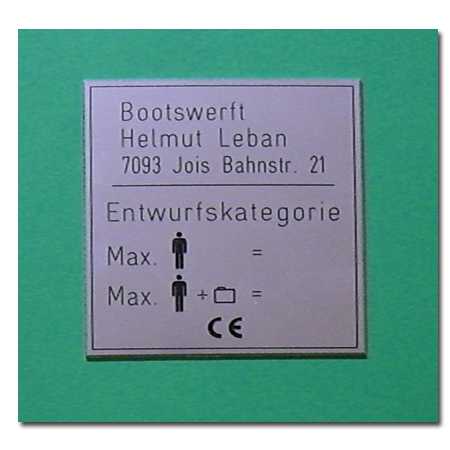 Bootswerft
Helmut Leban
7093 Jois Bahnstr. 21
Entwurfskategorie
Max. =
Max. + =
CE